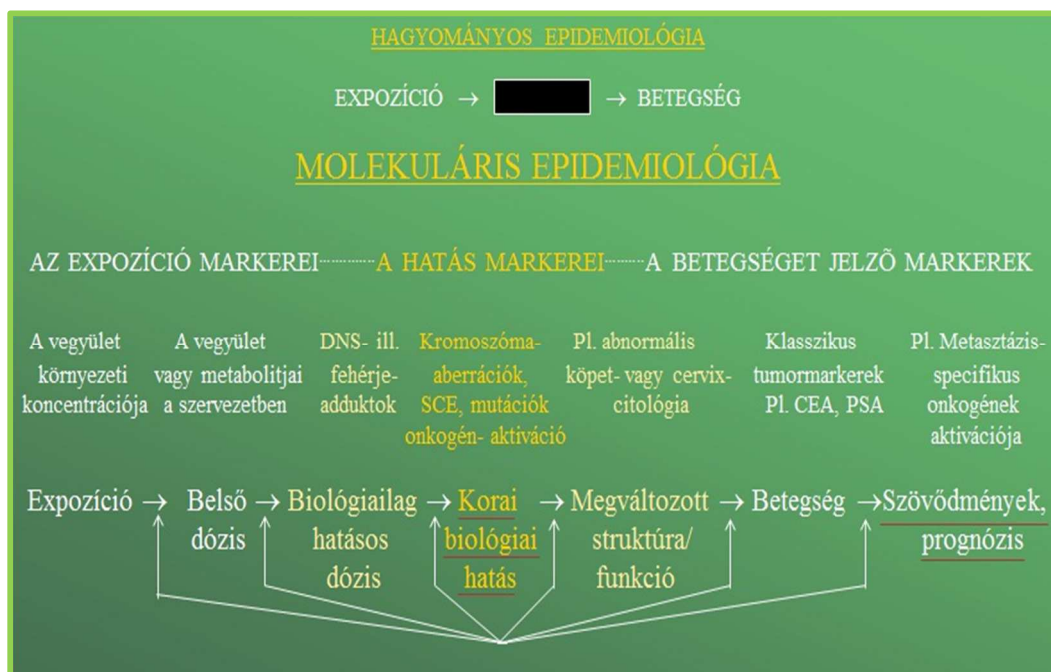 HAGYOMÁNYOS EPIDEMIOLÓGIA
EXPOZÍCIÓ → → BETEGSÉG
MOLEKULÁRIS EPIDEMIOLÓGIA
AZ EXPOZÍCIÓ MARKEREI············A HATÁS MARKEREI·········A BETEGSÉGET JELZÕ MARKEREK
A vegyület
környezeti
koncentrációja
A vegyület
vagy metabolitjai
a szervezetben
DNS- ill.
fehérje-
adduktok
Kromoszóma-
aberrációk,
SCE, mutációk
onkogén- aktiváció
Pl. abnormális
köpet- vagy cervix-
citológia
Klasszikus
tumormarkerek
Pl. CEA, PSA
Pl. Metasztázis-
specifikus
onkogének
aktivációja
Expozíció →
Belső
dózis
→ Biológiailag
hatásos
dózis
→ Korai
biológiai
hatás
→ Megváltozott
struktúra/
funkció
→ Betegség
→ Szövődmények,
prognózis